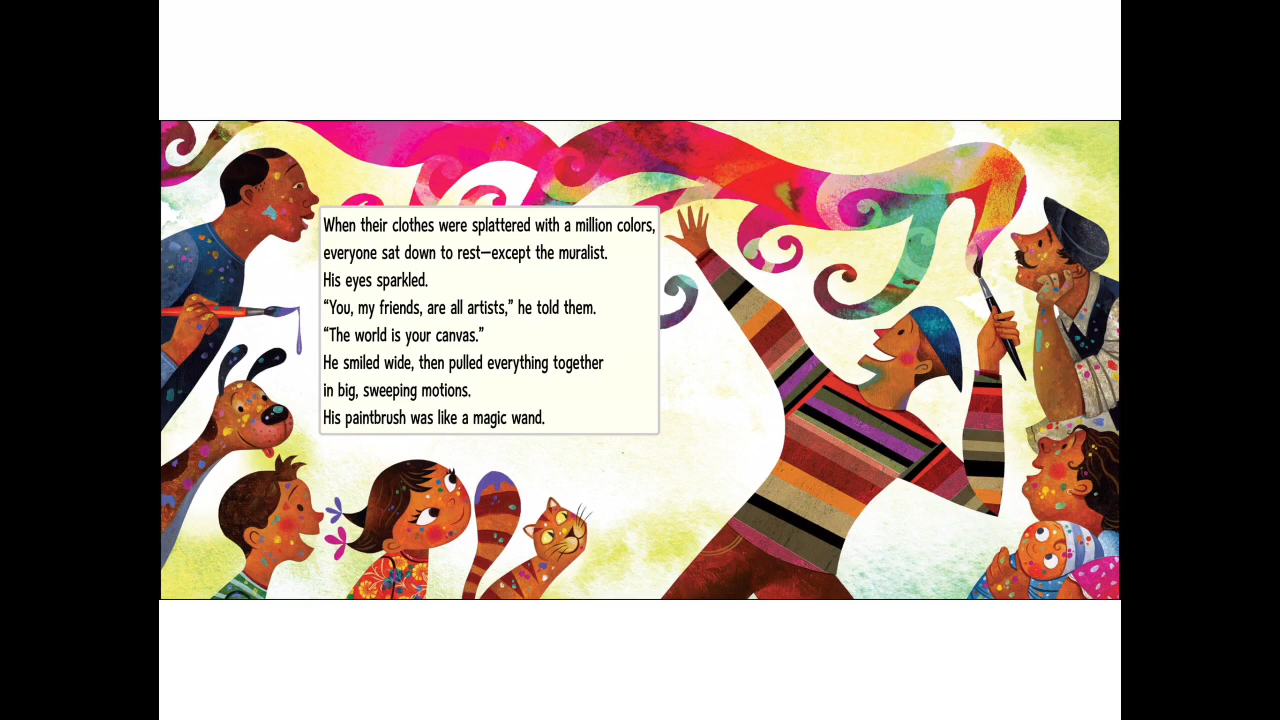 When their clothes were splattered with a million colors,
everyone sat down to rest—except the muralist.
His eyes sparkled.
“You, my friends, are all artists,” he told them.
“The world is your canvas.”
He smiled wide, then pulled everything together
in big, sweeping motions.
His paintbrush was like a magic wand.